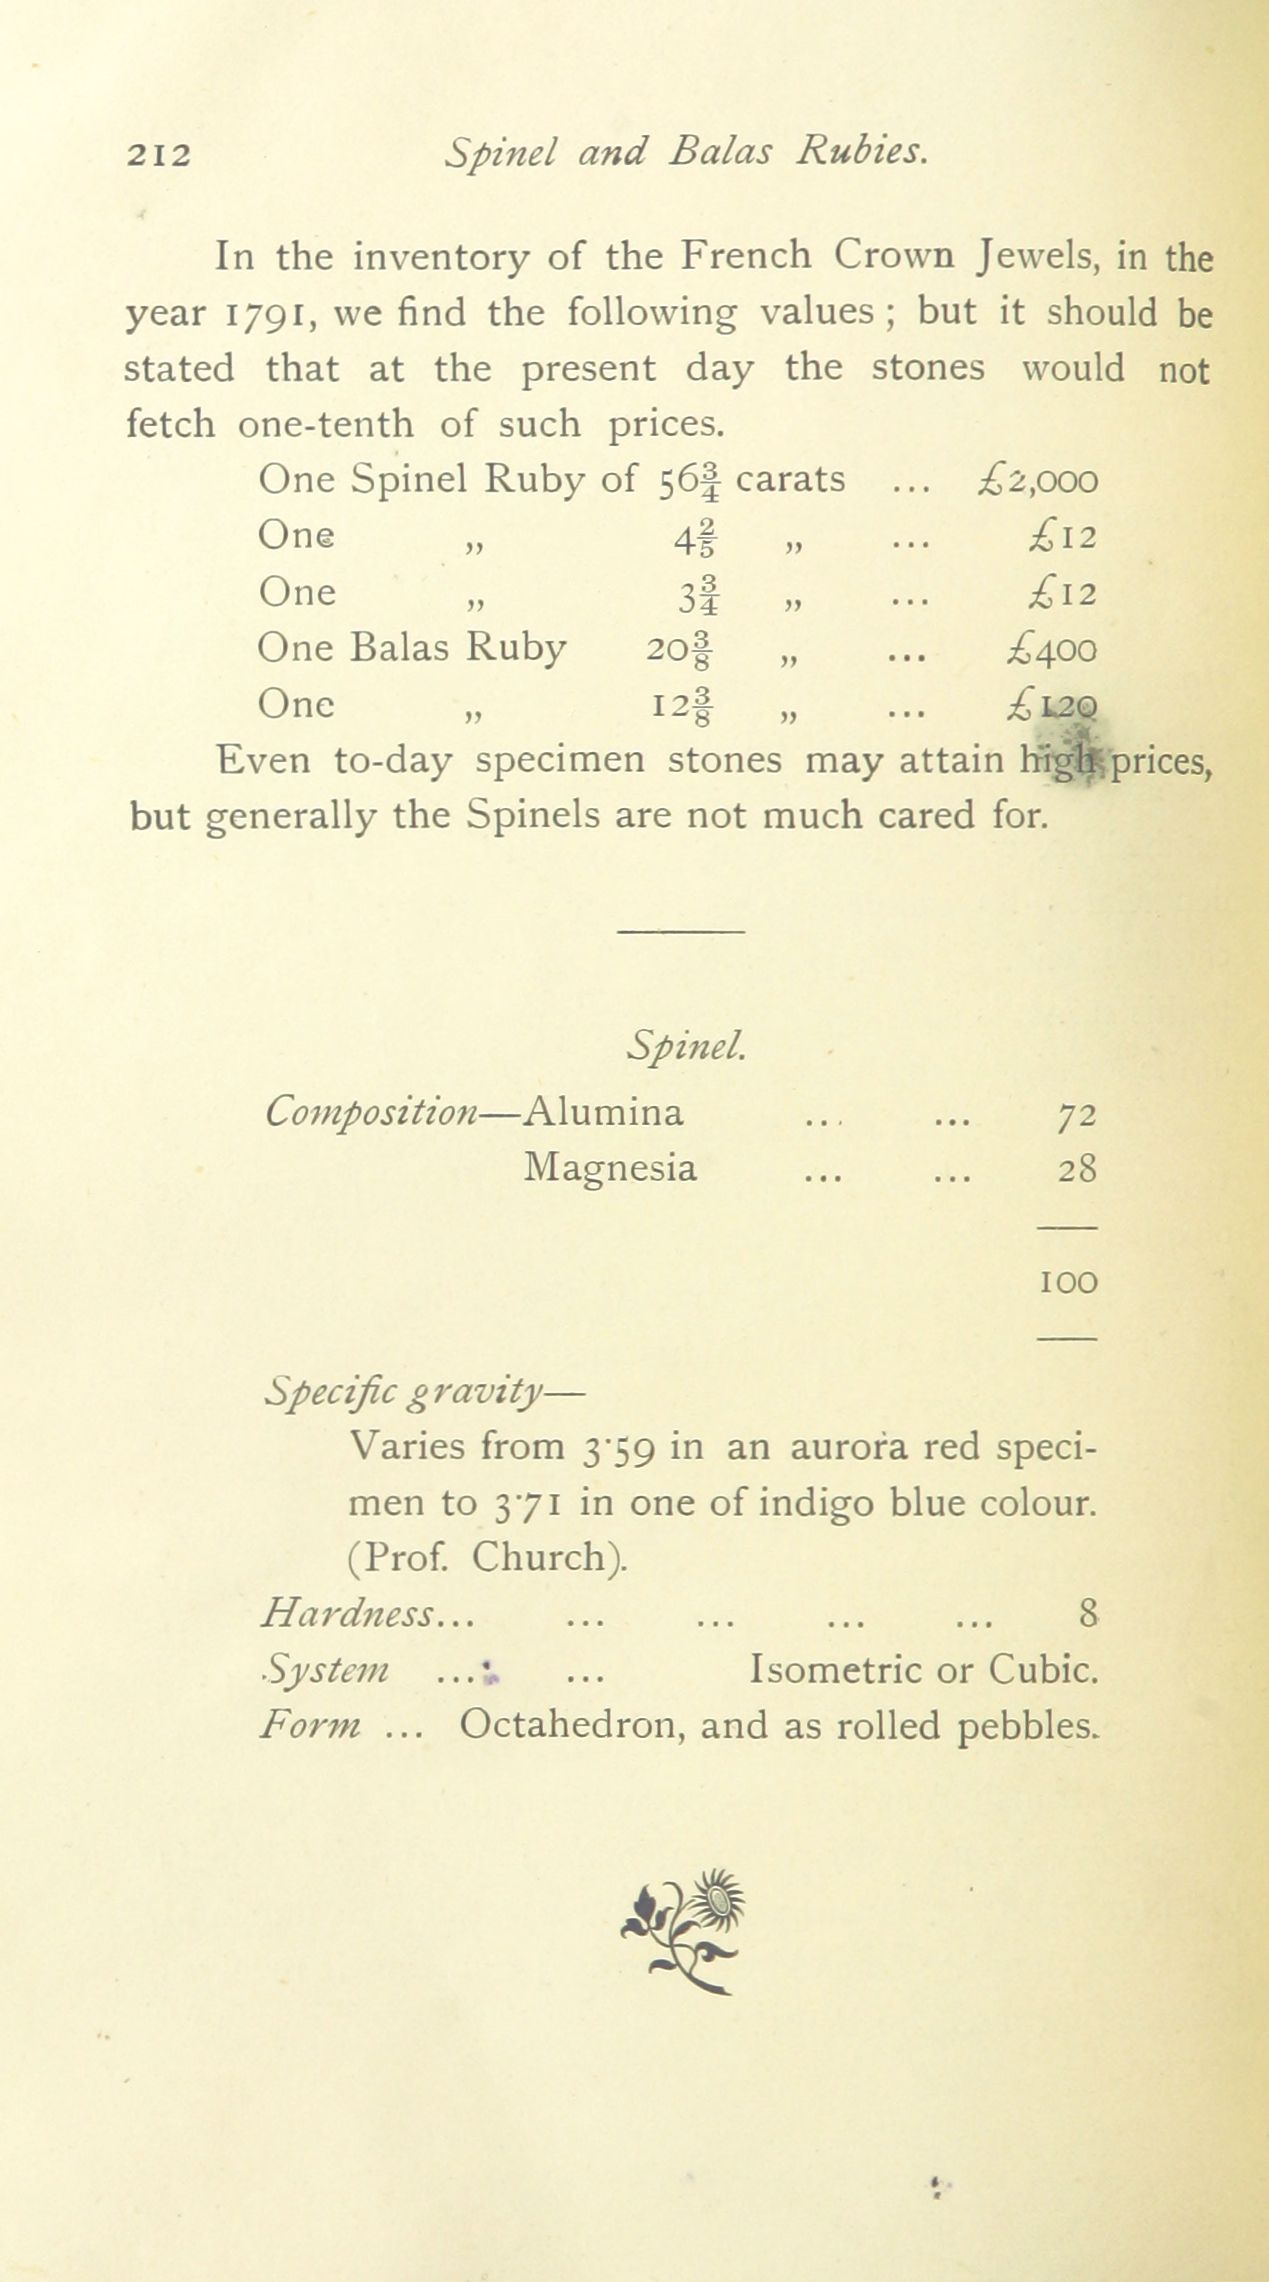 212 Spinel and Balas Rubies.
In the inventory of the French Crown Jewels, in the
year 1791, we find the following values ; but it should be
stated that at the present day the stones would not
fetch one-tenth of such prices.
One Spinel Ruby of 56¾ carats ... £2,000
One „ 4⅖ „ ... £12
One „ 3¾ „ ... £12
One Balas Ruby 20⅜ „ ... £400
One „ 12⅜ „ ... £120
Even to-day specimen stones may attain high prices,
but generally the Spinels are not much cared for.
Spinel.
Composition—Alumina ... ... 72
Magnesia ... ... 28
100
Specific gravity—
Varies from 3·59 in an aurora red speci-
men to 3·71 in one of indigo blue colour.
(Prof. Church).
Hardness... ... ... ... ... 8
System ... ... Isometric or Cubic.
Form ... Octahedron, and as rolled pebbles.